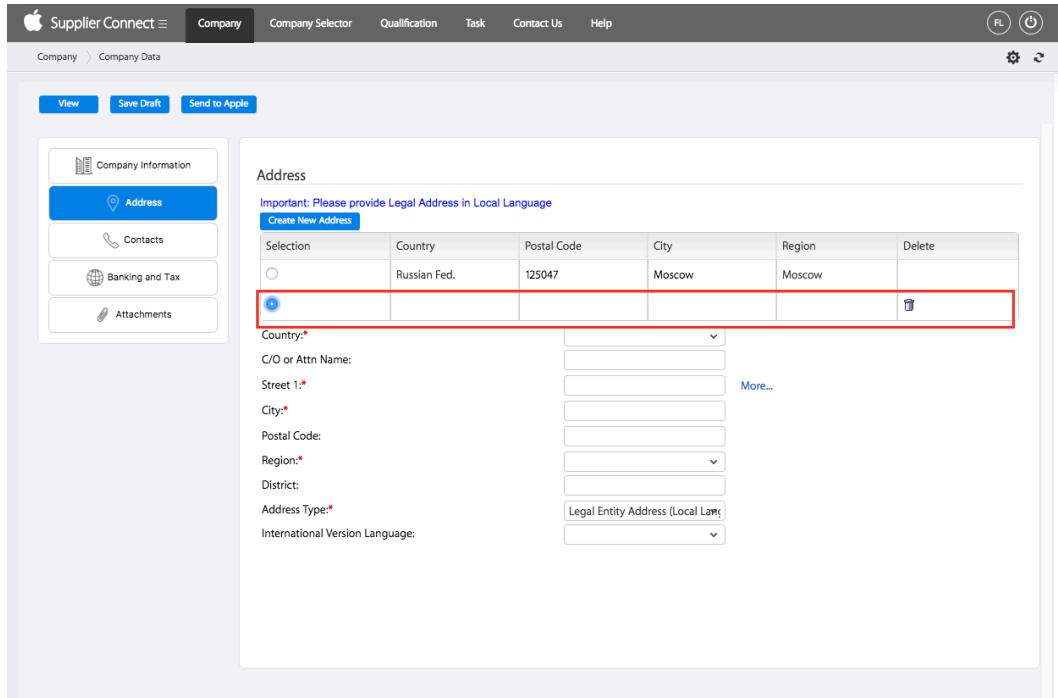 Supplier Connect Company Company Selector Qualification Task Contact Us Help FL
Company Company Data
View Save Draft Send to Apple
Company Information
Address
Contacts
Banking and Tax
Attachments
Address
Important: Please provide Legal Address in Local Language
Create New Address
Selection Country Postal Code City Region Delete
Russian Fed. 125047 Moscow Moscow
Country:*
C/O or Attn Name:
Street 1:* More...
City:*
Postal Code:
Region:*
District:
Address Type:* Legal Entity Address (Local
International Version Language: